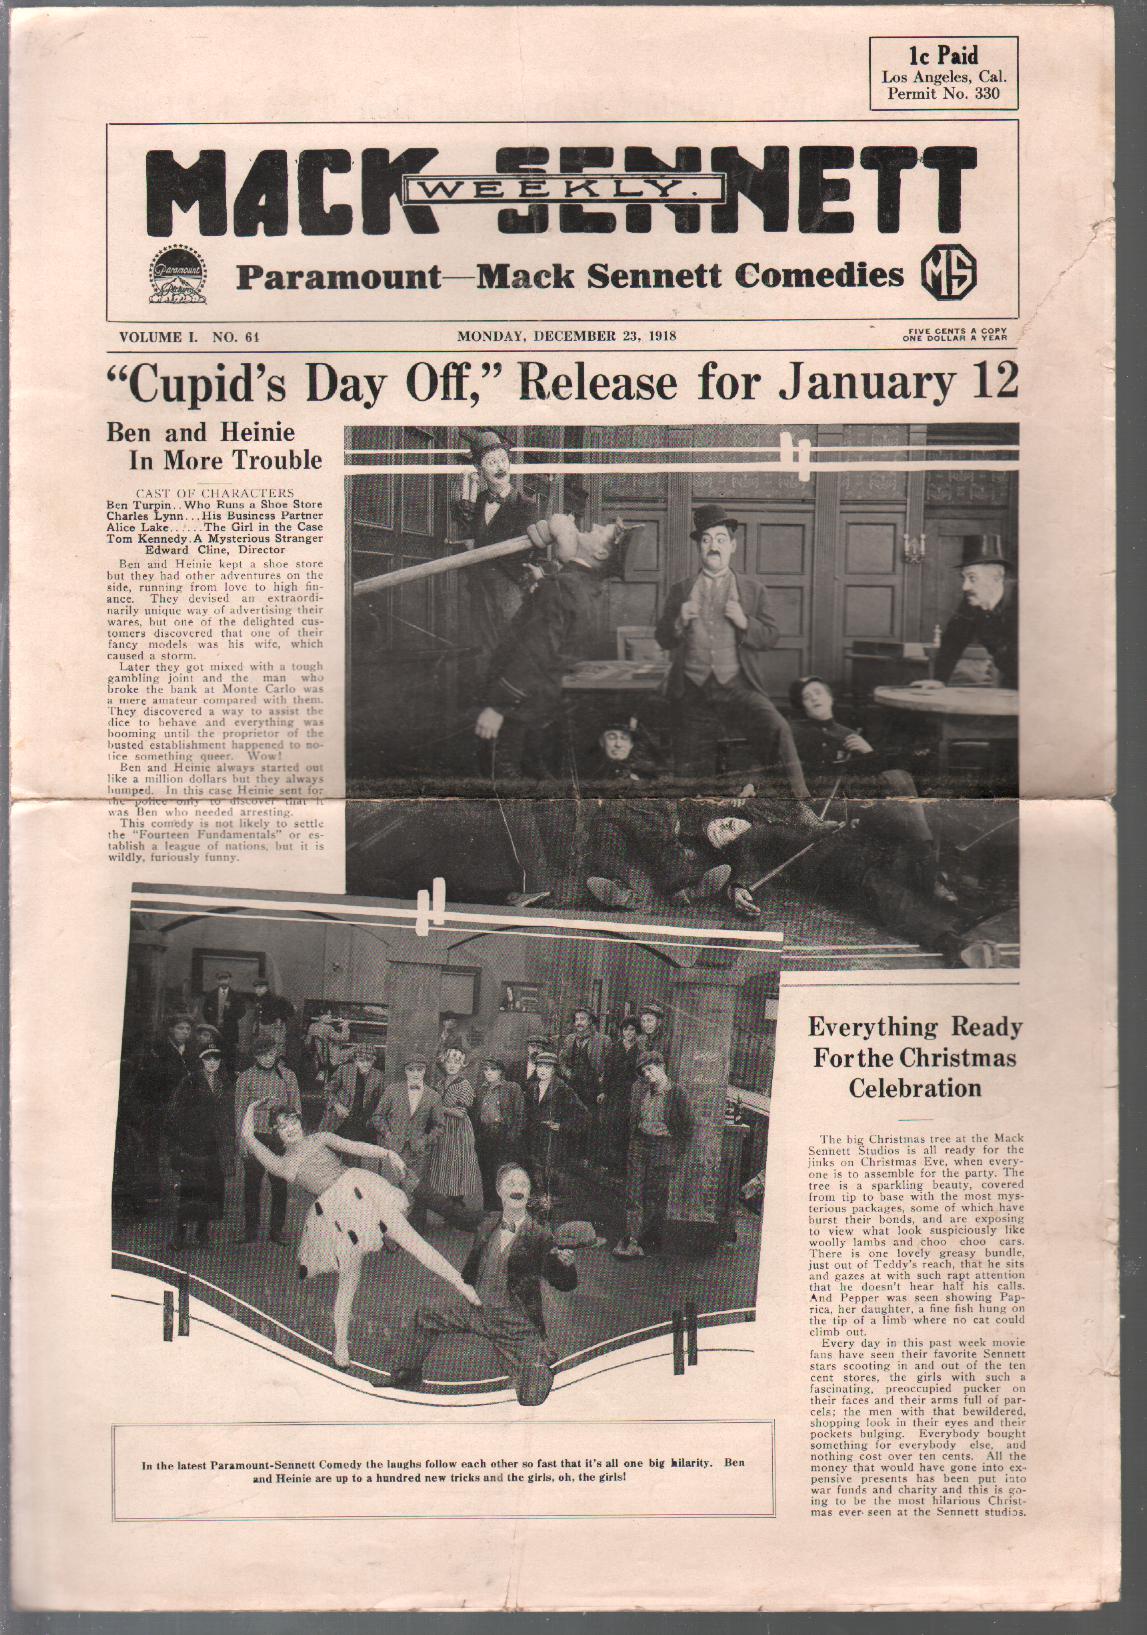 1c Paid
Los Angeles, Cal.
Permit No. 330
MACK SENNETT
WEEKLY.
Paramount
Pictures
Paramount—Mack Sennett Comedies
MS
VOLUME I. NO. 61
MONDAY, DECEMBER 23, 1918
FIVE CENTS A COPY
ONE DOLLAR A YEAR
“Cupid’s Day Off,” Release for January 12
Ben and Heinie
In More Trouble
CAST OF CHARACTERS
Ben Turpin..Who Runs a Shoe Store
Charles Lynn...His Business Partner
Alice Lake......The Girl in the Case
Tom Kennedy.A Mysterious Stranger
Edward Cline, Director
Ben and Heinie kept a shoe store
but they had other adventures on the
side, running from love to high fin-
ance. They devised an extraordi-
narily unique way of advertising their
wares, but one of the delighted cus-
tomers discovered that one of their
fancy models was his wife, which
caused a storm.
Later they got mixed with a tough
gambling joint and the man who
broke the bank at Monte Carlo was
a mere amateur compared with them.
They discovered a way to assist the
dice to behave and everything was
booming until the proprietor of the
busted establishment happened to no-
tice something queer. Wow!
Ben and Heinie always started out
like a million dollars but they always
bumped. In this case Heinie sent for
the police only to discover that it
was Ben who needed arresting.
This comedy is not likely to settle
the “Fourteen Fundamentals” or es-
tablish a league of nations, but it is
wildly, furiously funny.
Everything Ready
For the Christmas
Celebration
The big Christmas tree at the Mack
Sennett Studios is all ready for the
jinks on Christmas Eve, when every-
one is to assemble for the party. The
tree is a sparkling beauty, covered
from tip to base with the most mys-
terious packages, some of which have
burst their bonds, and are exposing
to view what look suspiciously like
woolly lambs and choo choo cars.
There is one lovely greasy bundle,
just out of Teddy’s reach, that he sits
and gazes at with such rapt attention
that he doesn’t hear half his calls.
And Pepper was seen showing Pap-
rica, her daughter, a fine fish hung on
the tip of a limb where no cat could
climb out.
Every day in this past week movie
fans have seen their favorite Sennett
stars scooting in and out of the ten
cent stores, the girls with such a
fascinating, preoccupied pucker on
their faces and their arms full of par-
cels; the men with that bewildered,
shopping look in their eyes and their
pockets bulging. Everybody bought
something for everybody else, and
nothing cost over ten cents. All the
money that would have gone into ex-
pensive presents has been put into
war funds and charity and this is go-
ing to be the most hilarious Christ-
mas ever seen at the Sennett studios.
In the latest Paramount-Sennett Comedy the laughs follow each other so fast that it’s all one big hilarity. Ben
and Heinie are up to a hundred new tricks and the girls, oh, the girls!